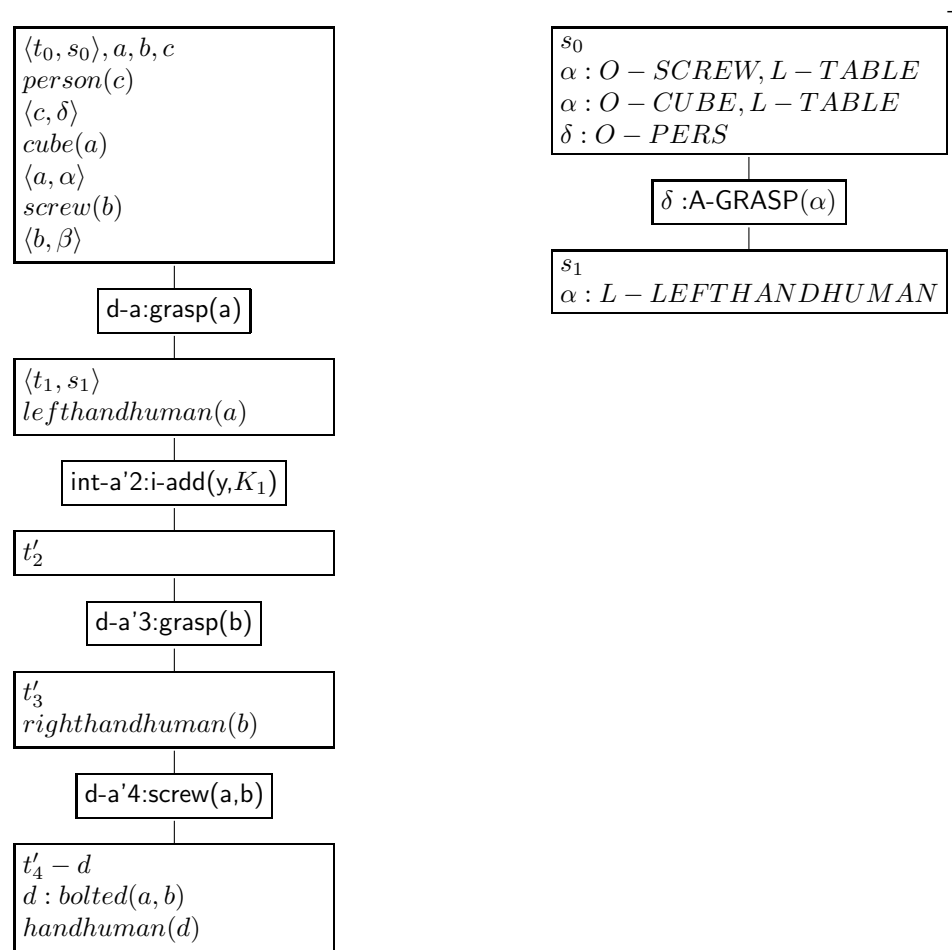 ⟨t₀, s₀⟩, a, b, c
person(c)
⟨c, δ⟩
cube(a)
⟨a, α⟩
screw(b)
⟨b, β⟩
d-a:grasp(a)
⟨t₁, s₁⟩
lefthandhuman(a)
int-a'2:i-add(y,K₁)
t′₂
d-a'3:grasp(b)
t′₃
righthandhuman(b)
d-a'4:screw(a,b)
t′₄ − d
d : bolted(a, b)
handhuman(d)
s₀
α : O − SCREW, L − TABLE
α : O − CUBE, L − TABLE
δ : O − PERS
δ :A-GRASP(α)
s₁
α : L − LEFTHANDHUMAN